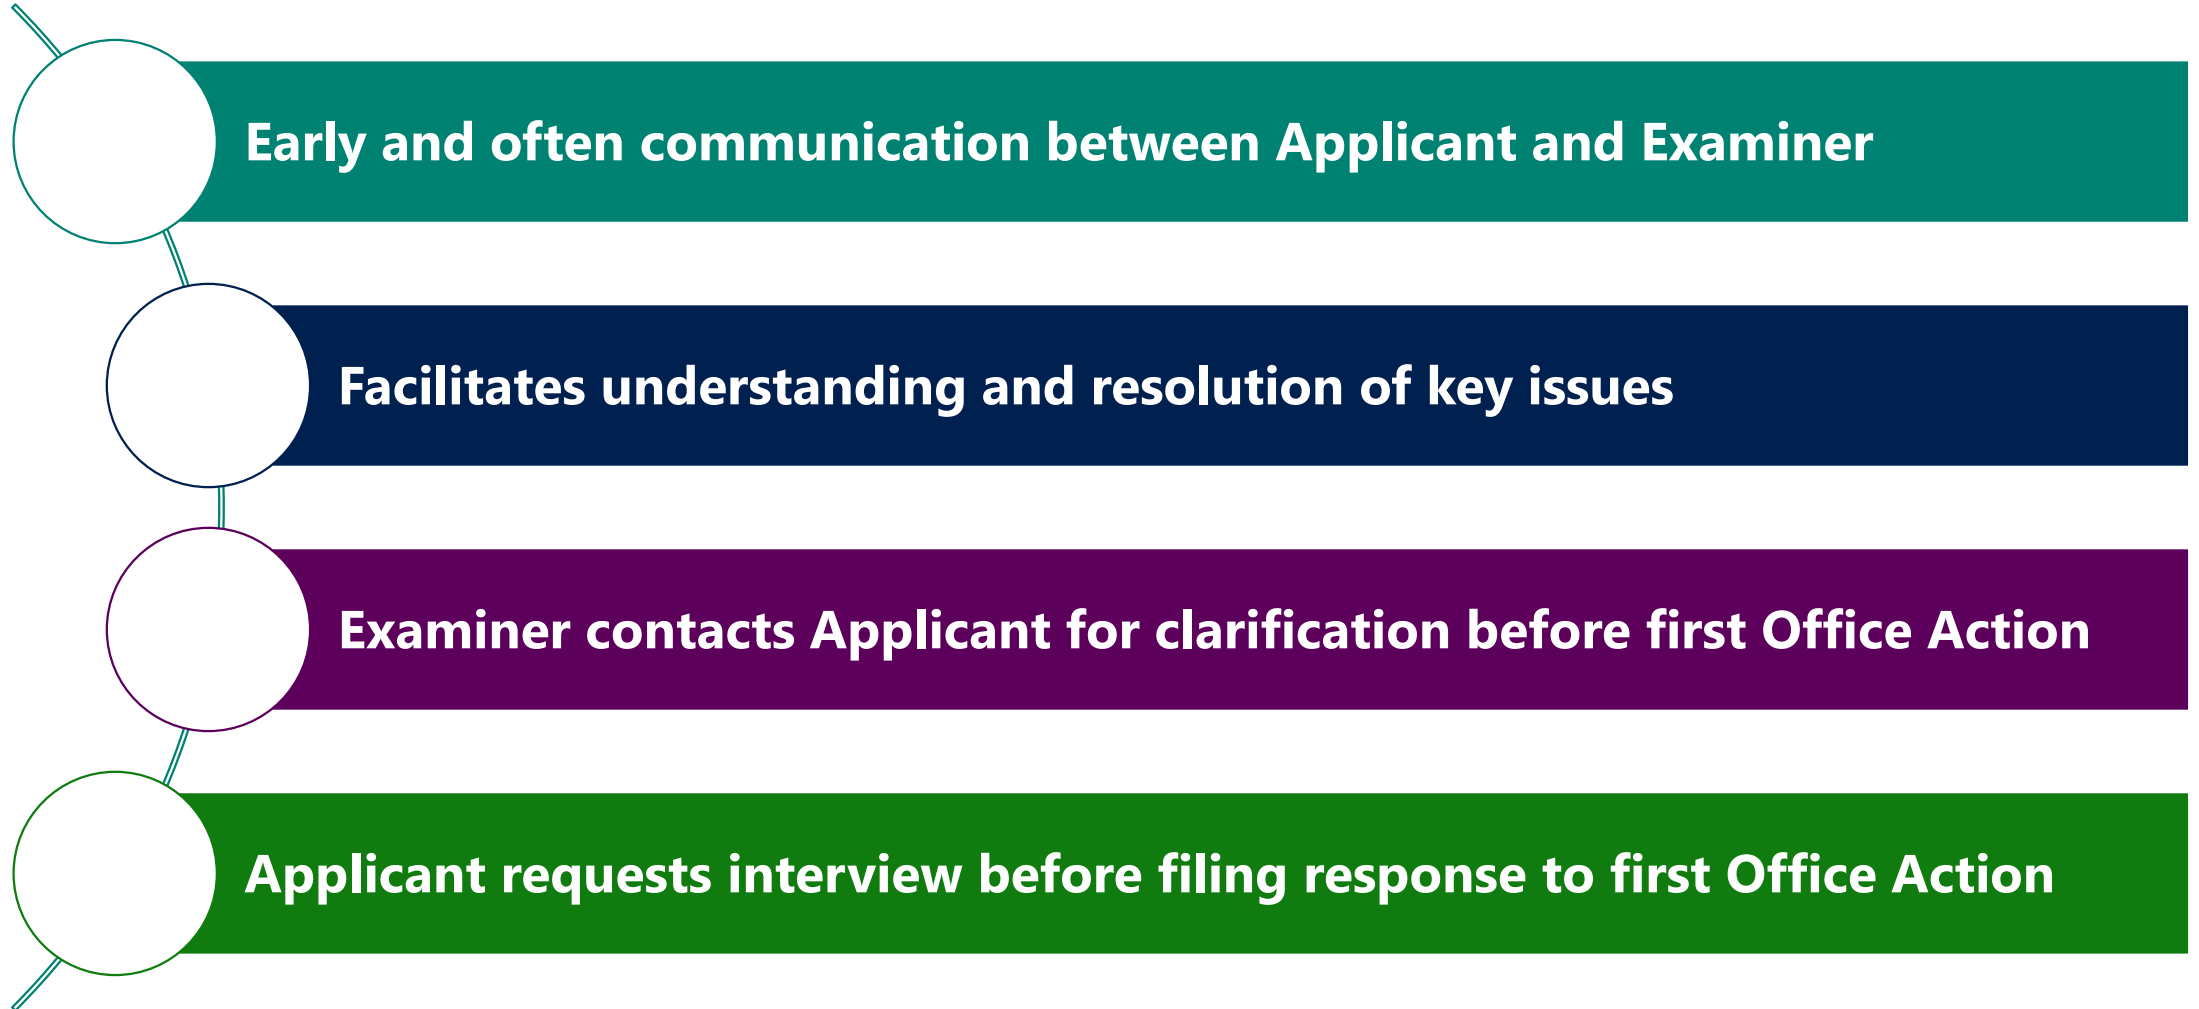 Early and often communication between Applicant and Examiner
Facilitates understanding and resolution of key issues
Examiner contacts Applicant for clarification before first Office Action
Applicant requests interview before filing response to first Office Action